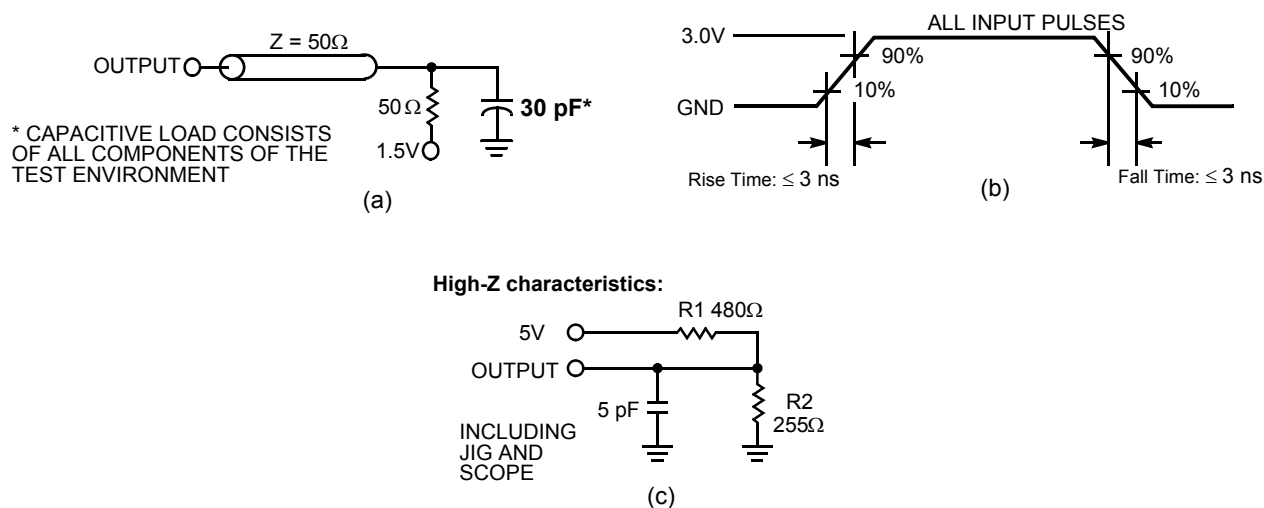 Z = 50Ω
OUTPUT
50 Ω
30 pF*
1.5V
* CAPACITIVE LOAD CONSISTS
OF ALL COMPONENTS OF THE
TEST ENVIRONMENT
(a)
ALL INPUT PULSES
3.0V
90%
90%
10%
10%
GND
Rise Time: ≤ 3 ns
Fall Time: ≤ 3 ns
(b)
High-Z characteristics:
R1 480Ω
5V
OUTPUT
5 pF
R2
255Ω
INCLUDING
JIG AND
SCOPE
(c)